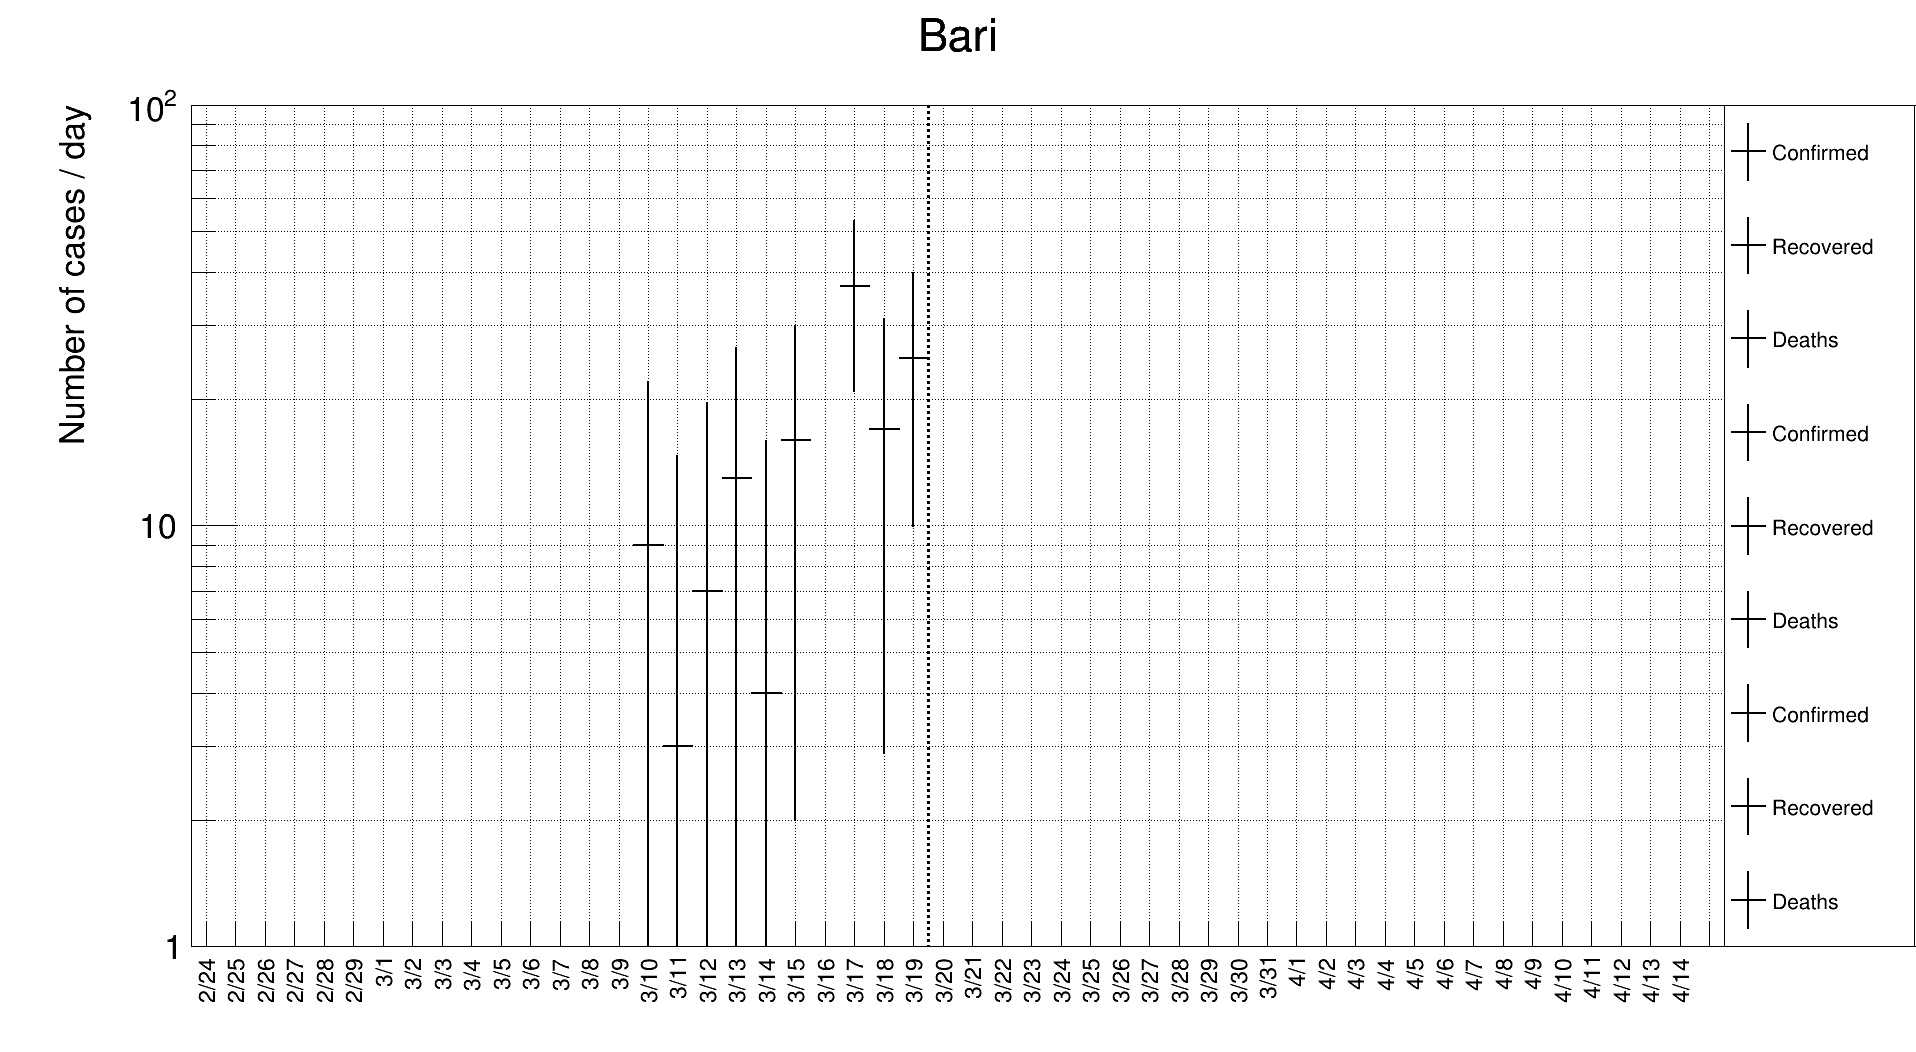 Bari
Number of cases / day
10²
10
1
2/24 2/25 2/26 2/27 2/28 2/29 3/1 3/2 3/3 3/4 3/5 3/6 3/7 3/8 3/9 3/10 3/11 3/12 3/13 3/14 3/15 3/16 3/17 3/18 3/19 3/20 3/21 3/22 3/23 3/24 3/25 3/26 3/27 3/28 3/29 3/30 3/31 4/1 4/2 4/3 4/4 4/5 4/6 4/7 4/8 4/9 4/10 4/11 4/12 4/13 4/14
Confirmed
Recovered
Deaths
Confirmed
Recovered
Deaths
Confirmed
Recovered
Deaths